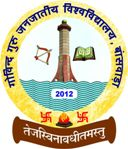 गोविन्द गुरु जनजातीय विश्वविद्यालय, बांसवाड़ा
2012
तेजस्विनावधीतमस्तु